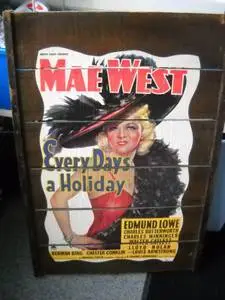 MAE WEST
Every Day's
a Holiday
EDMUND LOWE
CHARLES BUTTERWORTH
CHARLES WINNINGER
WALTER CATLETT
LLOYD NOLAN
HERMAN BING
CHESTER CONKLIN
LOUIS ARMSTRONG